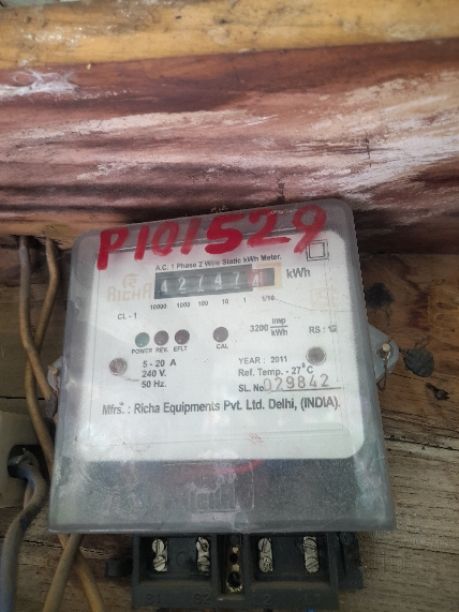 P101529
A.C. 1 Phase 2 Wire Static kWh Meter.
RICHA
427474 kWh
10000 1000 100 10 1 1/10
CL - 1
3200 imp/kWh
POWER REV. EFLT CAL
5 - 20 A
240 V.
50 Hz.
YEAR : 2011
Ref. Temp. - 27°C
SL. No. 029842
Mfrs. : Richa Equipments Pvt. Ltd. Delhi, (INDIA).